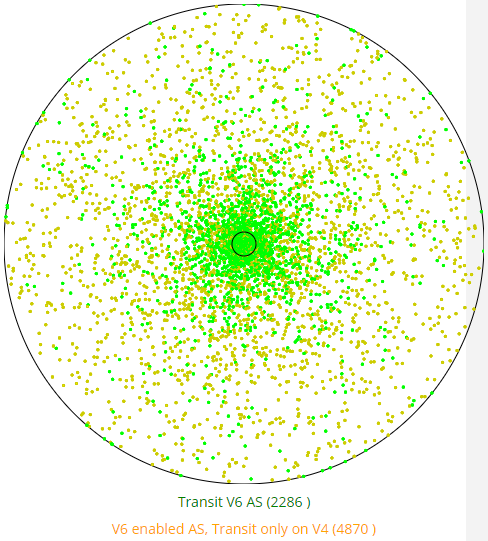 Transit V6 AS (2286 )
V6 enabled AS, Transit only on V4 (4870 )